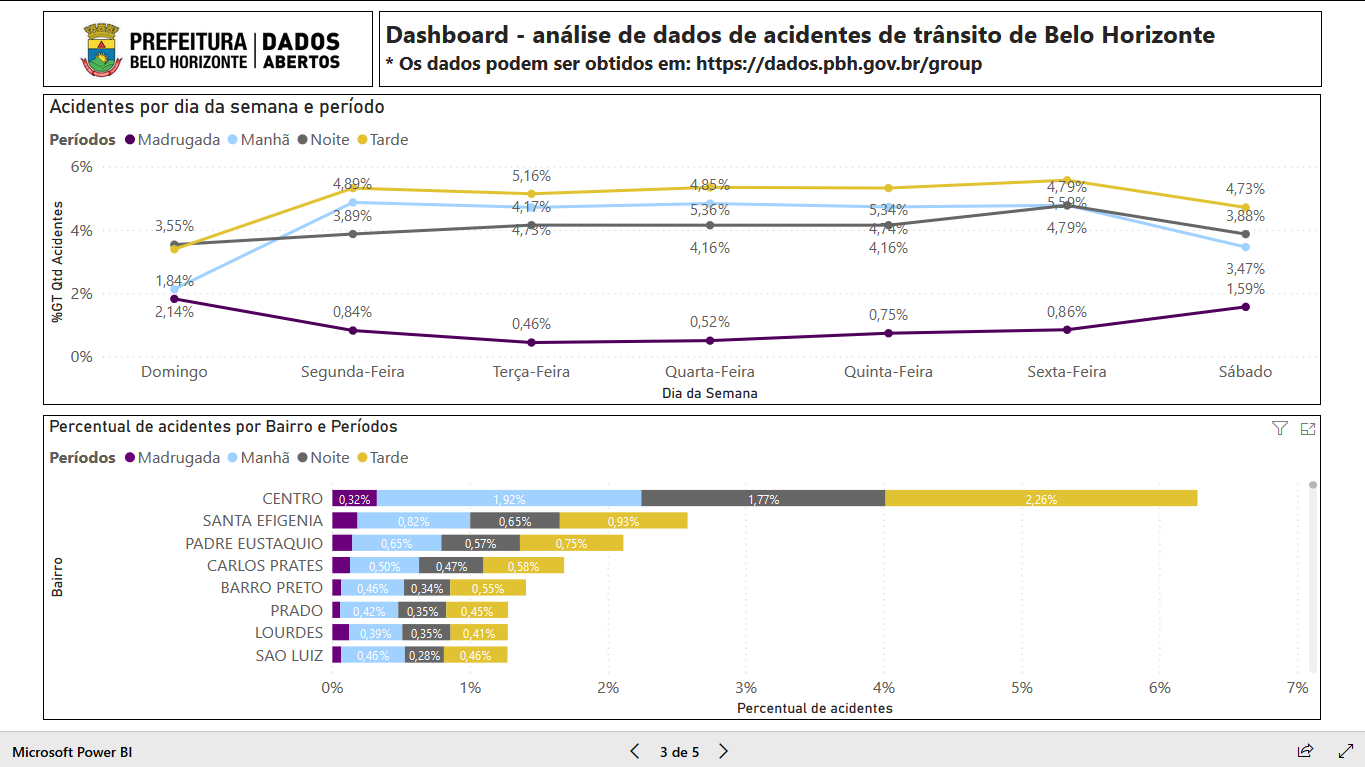 PREFEITURA
BELO HORIZONTE
DADOS
ABERTOS
Dashboard - análise de dados de acidentes de trânsito de Belo Horizonte
* Os dados podem ser obtidos em: https://dados.pbh.gov.br/group
Acidentes por dia da semana e período
Períodos Madrugada Manhã Noite Tarde
%GT Qtd Acidentes
6%
4%
2%
0%
3,55%
1,84%
2,14%
4,89%
3,89%
0,84%
5,16%
4,17%
4,73%
0,46%
4,85%
5,36%
4,16%
0,52%
5,34%
4,74%
4,16%
0,75%
4,79%
5,59%
4,79%
0,86%
4,73%
3,88%
3,47%
1,59%
Domingo Segunda-Feira Terça-Feira Quarta-Feira Quinta-Feira Sexta-Feira Sábado
Dia da Semana
Percentual de acidentes por Bairro e Períodos
Períodos Madrugada Manhã Noite Tarde
Bairro
CENTRO 0,32% 1,92% 1,77% 2,26%
SANTA EFIGENIA 0,82% 0,65% 0,93%
PADRE EUSTAQUIO 0,65% 0,57% 0,75%
CARLOS PRATES 0,50% 0,47% 0,58%
BARRO PRETO 0,46% 0,34% 0,55%
PRADO 0,42% 0,35% 0,45%
LOURDES 0,39% 0,35% 0,41%
SAO LUIZ 0,46% 0,28% 0,46%
0% 1% 2% 3% 4% 5% 6% 7%
Percentual de acidentes
Microsoft Power BI
3 de 5